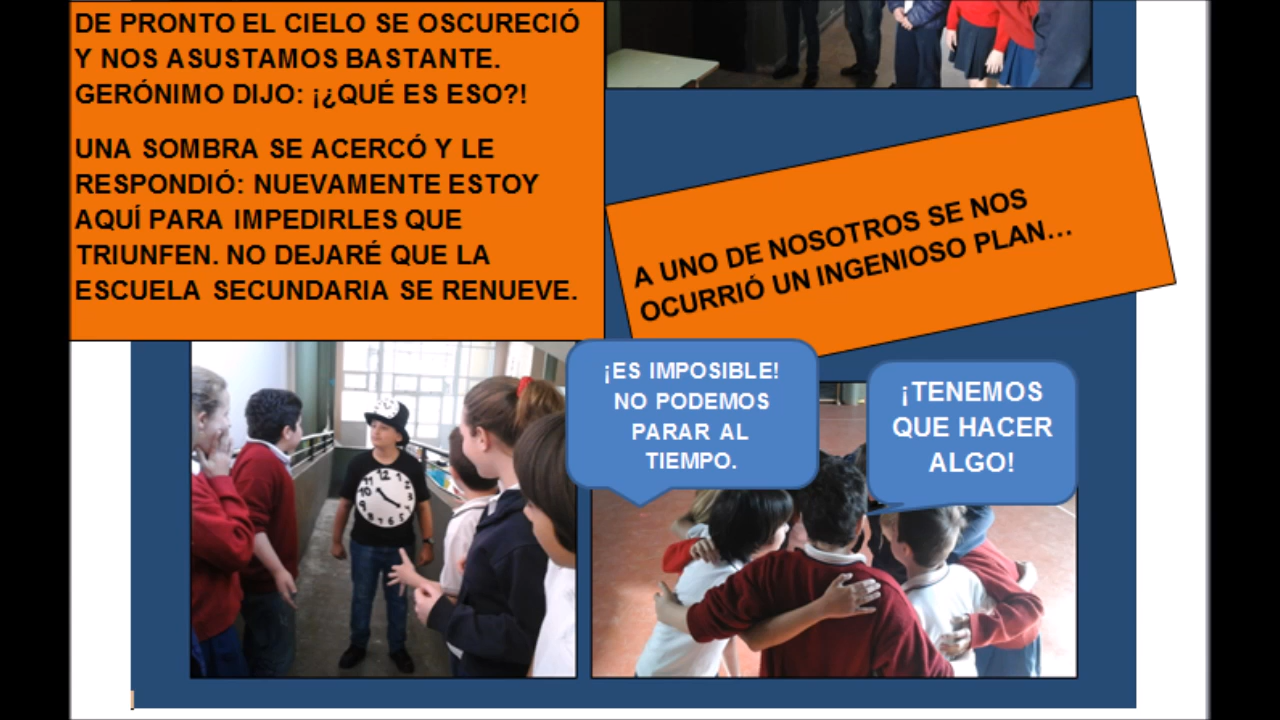 DE PRONTO EL CIELO SE OSCURECIÓ
Y NOS ASUSTAMOS BASTANTE.
GERÓNIMO DIJO: ¡¿QUÉ ES ESO?!
UNA SOMBRA SE ACERCÓ Y LE
RESPONDIÓ: NUEVAMENTE ESTOY
AQUÍ PARA IMPEDIRLES QUE
TRIUNFEN. NO DEJARÉ QUE LA
ESCUELA SECUNDARIA SE RENUEVE.
A UNO DE NOSOTROS SE NOS
OCURRIÓ UN INGENIOSO PLAN...
¡ES IMPOSIBLE!
NO PODEMOS
PARAR AL
TIEMPO.
¡TENEMOS
QUE HACER
ALGO!